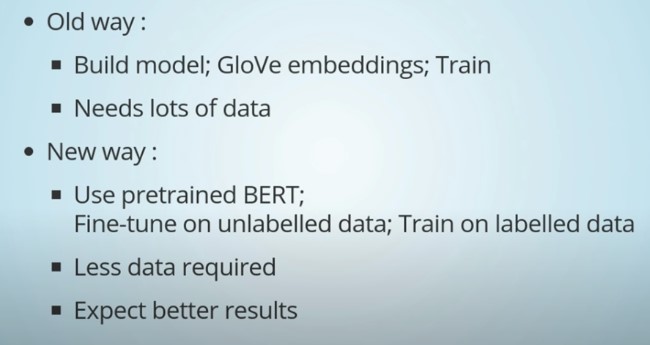 • Old way :
▪ Build model; GloVe embeddings; Train
▪ Needs lots of data
• New way :
▪ Use pretrained BERT;
Fine-tune on unlabelled data; Train on labelled data
▪ Less data required
▪ Expect better results